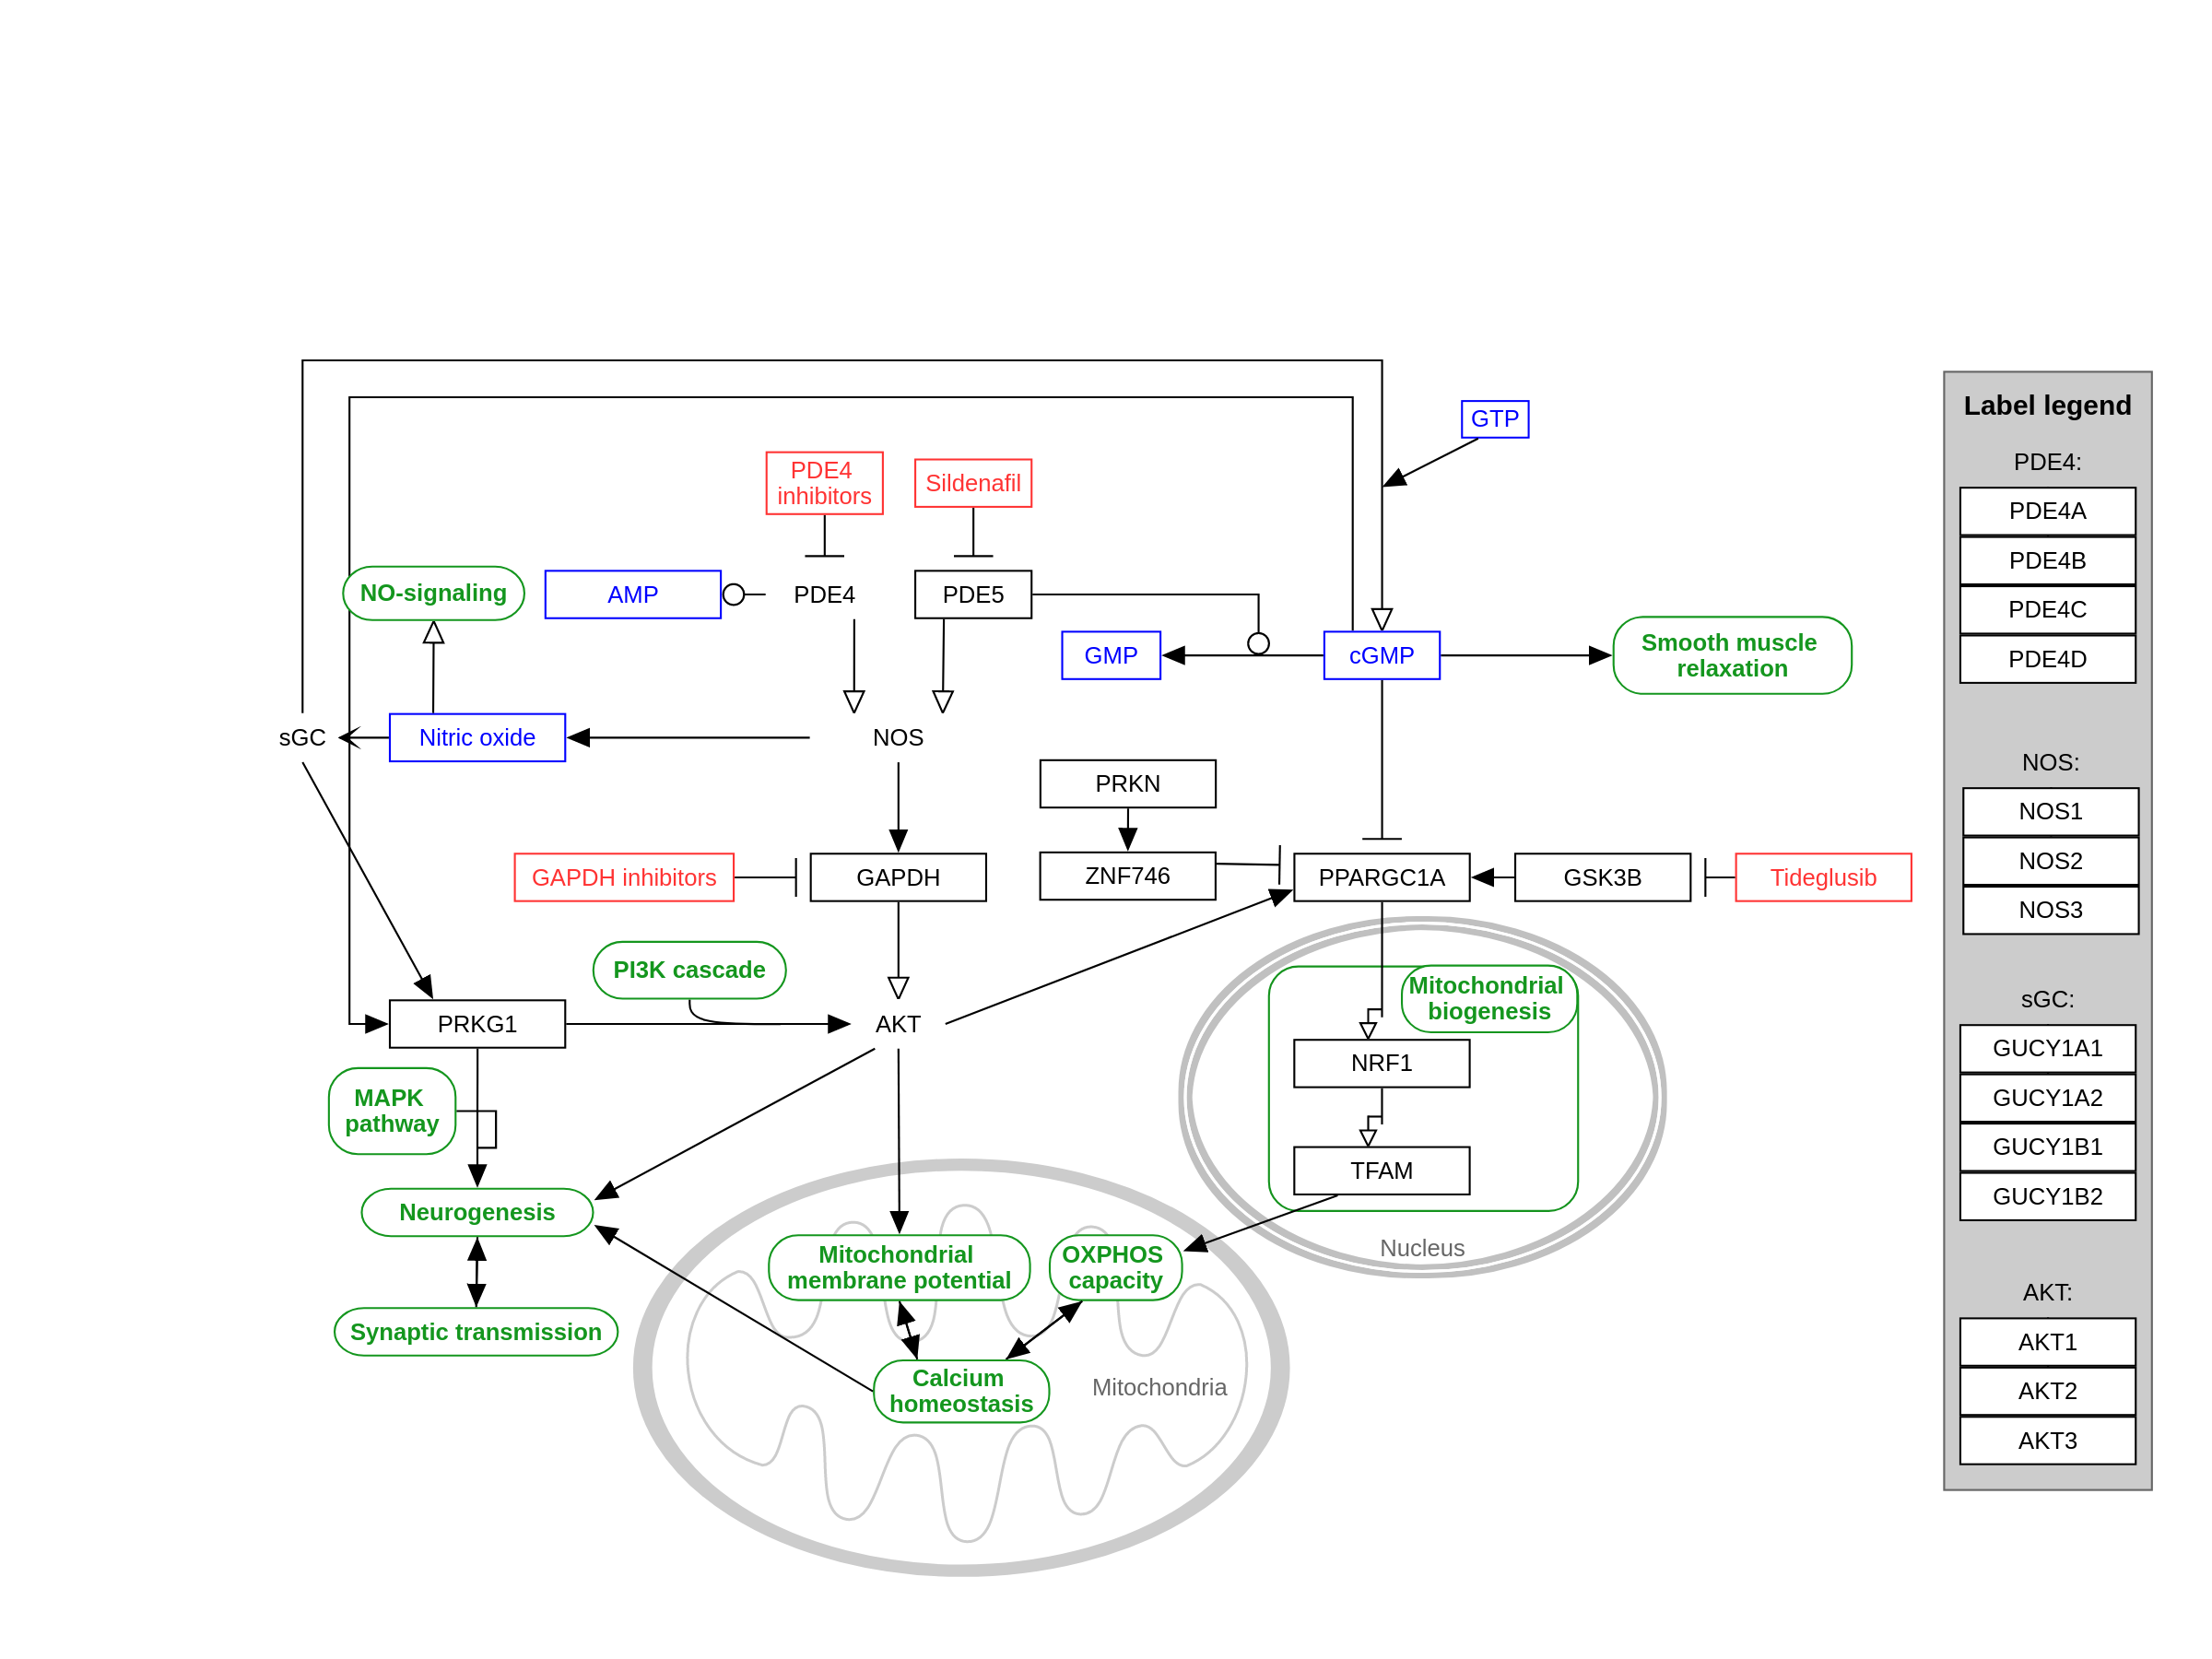 GTP
PDE4
inhibitors
Sildenafil
NO-signaling
AMP
PDE4
PDE5
GMP
cGMP
Smooth muscle
relaxation
sGC
Nitric oxide
NOS
PRKN
GAPDH inhibitors
GAPDH
ZNF746
PPARGC1A
GSK3B
Tideglusib
PI3K cascade
Mitochondrial
biogenesis
PRKG1
AKT
NRF1
MAPK
pathway
TFAM
Neurogenesis
Nucleus
Mitochondrial
membrane potential
OXPHOS
capacity
Synaptic transmission
Calcium
homeostasis
Mitochondria
Label legend
PDE4:
PDE4A
PDE4B
PDE4C
PDE4D
NOS:
NOS1
NOS2
NOS3
sGC:
GUCY1A1
GUCY1A2
GUCY1B1
GUCY1B2
AKT:
AKT1
AKT2
AKT3